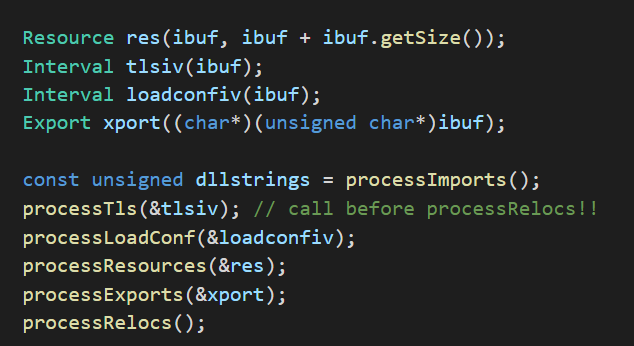 Resource res(ibuf, ibuf + ibuf.getSize());
Interval tlsiv(ibuf);
Interval loadconfiv(ibuf);
Export xport((char*)(unsigned char*)ibuf);
const unsigned dllstrings = processImports();
processTls(&tlsiv); // call before processRelocs!!
processLoadConf(&loadconfiv);
processResources(&res);
processExports(&xport);
processRelocs();